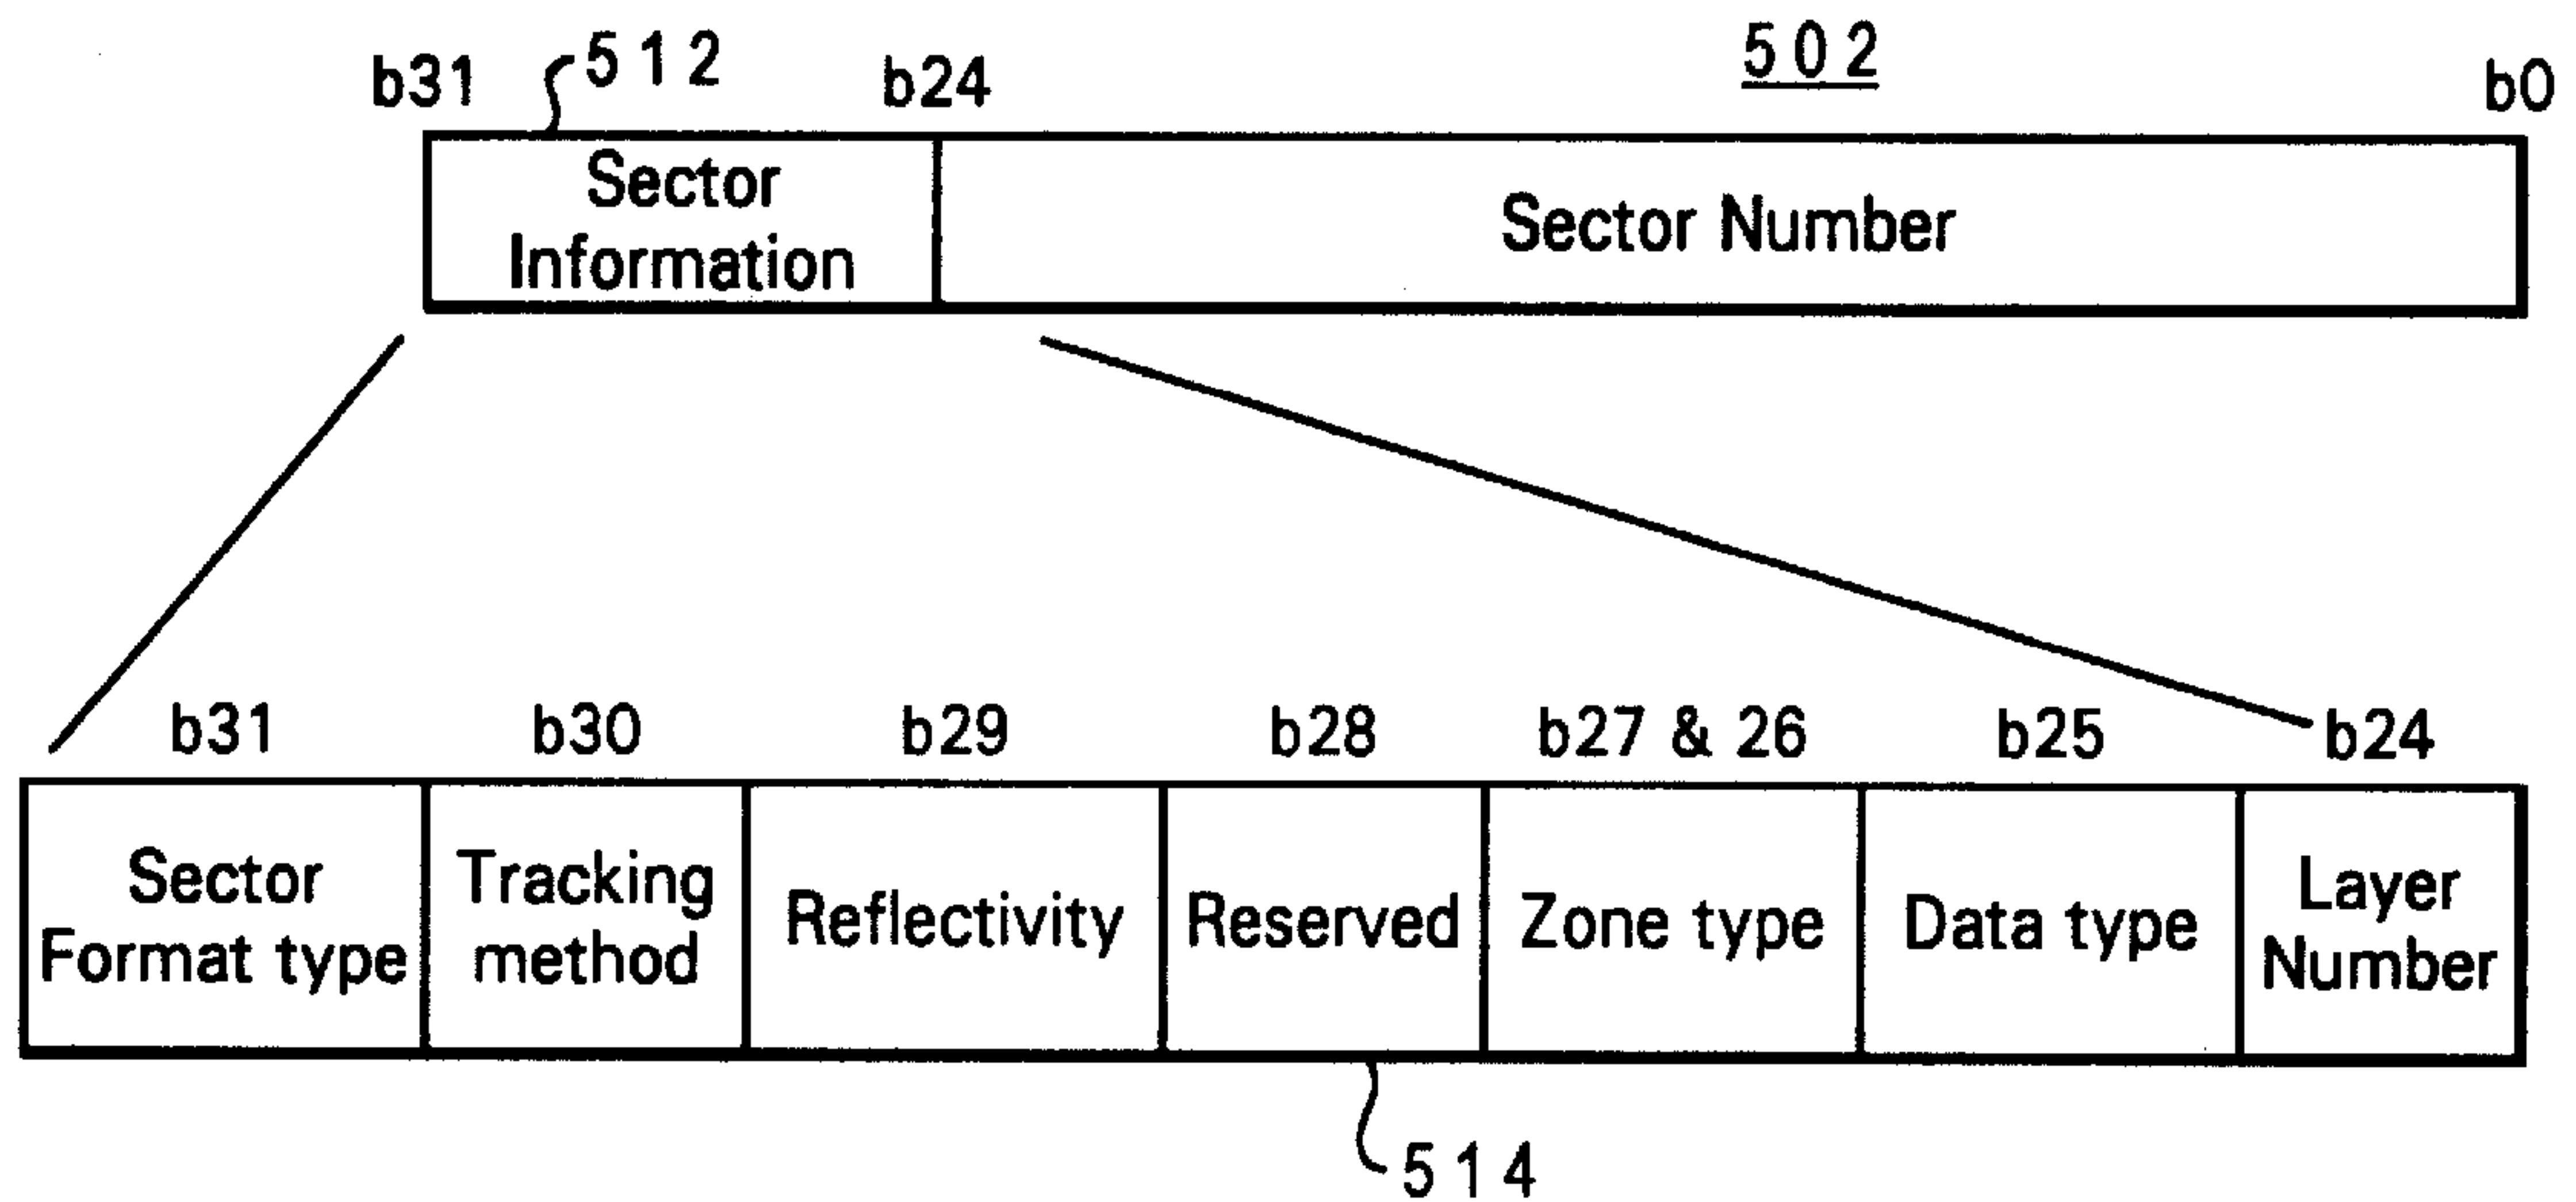 b31 512 b24 502 b0
Sector
Information
Sector Number
b31 b30 b29 b28 b27 & 26 b25 b24
Sector
Format type
Tracking
method
Reflectivity
Reserved
Zone type
Data type
Layer
Number
514